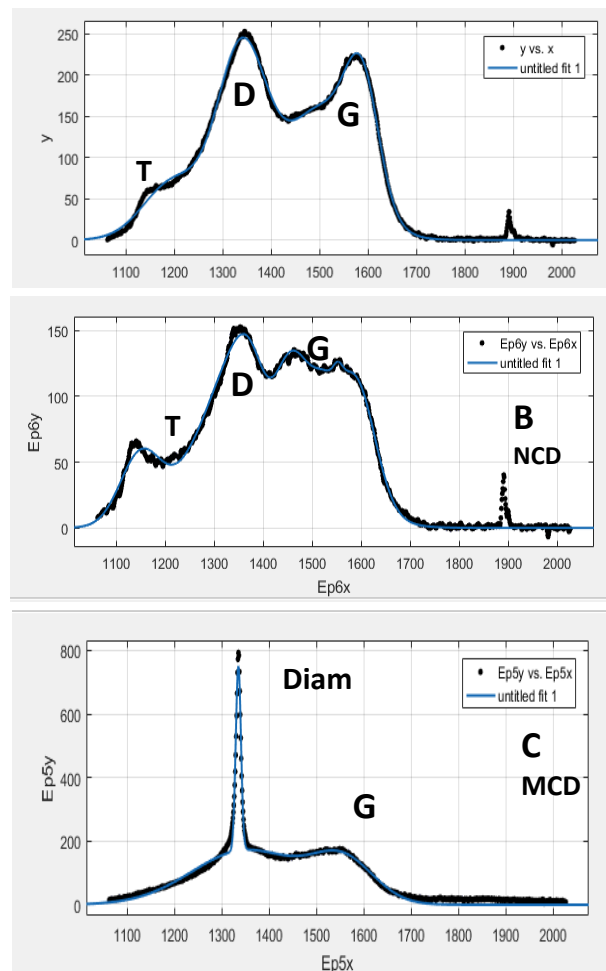 250
200
150
100
50
0
y
y vs. x
untitled fit 1
T
D
G
1100 1200 1300 1400 1500 1600 1700 1800 1900 2000
150
100
50
0
Ep6y
Ep6y vs. Ep6x
untitled fit 1
T
D
G
B
NCD
1100 1200 1300 1400 1500 1600 1700 1800 1900 2000
Ep6x
800
600
400
200
0
Ep5y
Diam
Ep5y vs. Ep5x
untitled fit 1
C
MCD
G
1100 1200 1300 1400 1500 1600 1700 1800 1900 2000
Ep5x